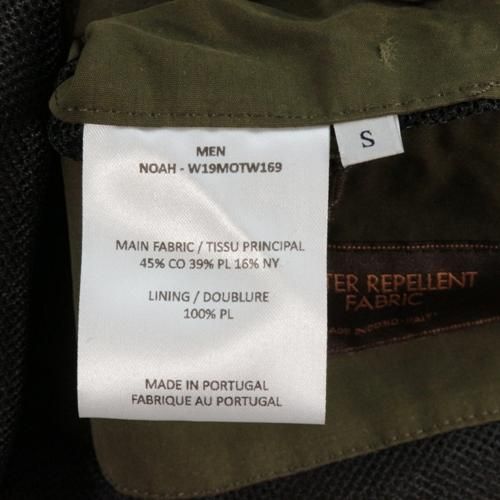 MEN
NOAH - W19MOTW169
MAIN FABRIC / TISSU PRINCIPAL
45% CO 39% PL 16% NY
LINING / DOUBLURE
100% PL
MADE IN PORTUGAL
FABRIQUE AU PORTUGAL
S
TER REPELLENT
FABRIC